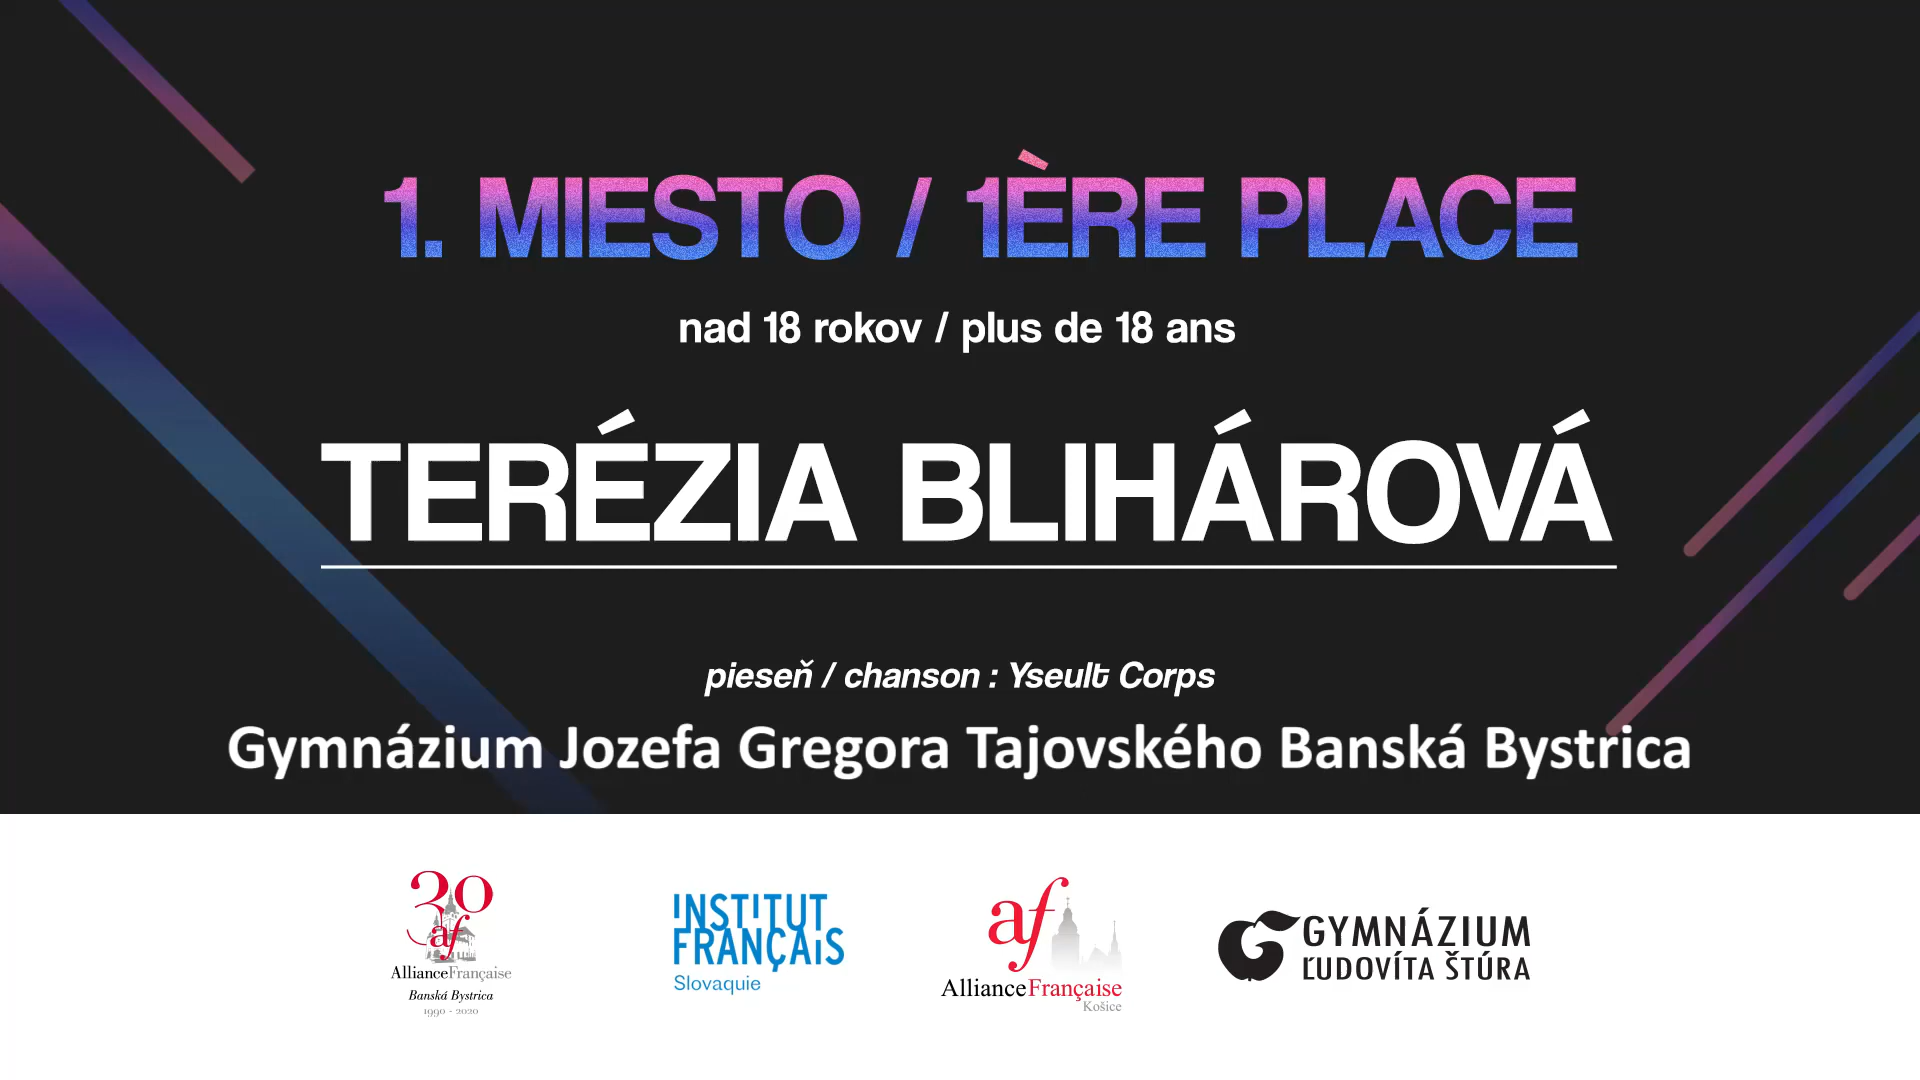 1. MIESTO / 1ÈRE PLACE
nad 18 rokov / plus de 18 ans
TERÉZIA BLIHÁROVÁ
pieseň / chanson : Yseult Corps
Gymnázium Jozefa Gregora Tajovského Banská Bystrica
30
af
AllianceFrançaise
Banská Bystrica
1990 - 2020
INSTITUT
FRANÇAIS
Slovaquie
af
AllianceFrançaise
Košice
GYMNÁZIUM
ĽUDOVÍTA ŠTÚRA